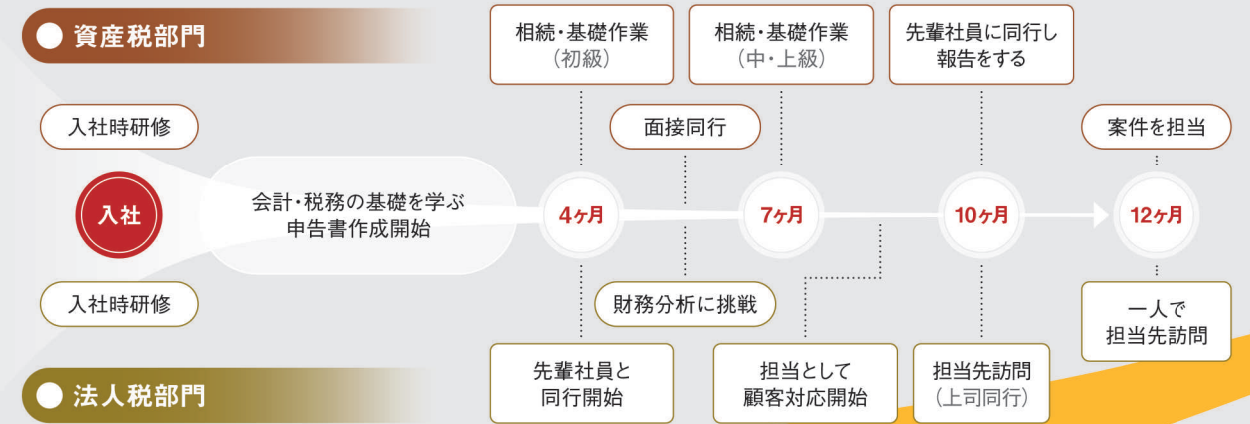 資産税部門
相続・基礎作業
（初級）
相続・基礎作業
（中・上級）
先輩社員に同行し
報告をする
入社時研修
面接同行
案件を担当
入社
会計・税務の基礎を学ぶ
申告書作成開始
4ヶ月
7ヶ月
10ヶ月
12ヶ月
入社時研修
財務分析に挑戦
一人で
担当先訪問
先輩社員と
同行開始
担当として
顧客対応開始
担当先訪問
（上司同行）
法人税部門